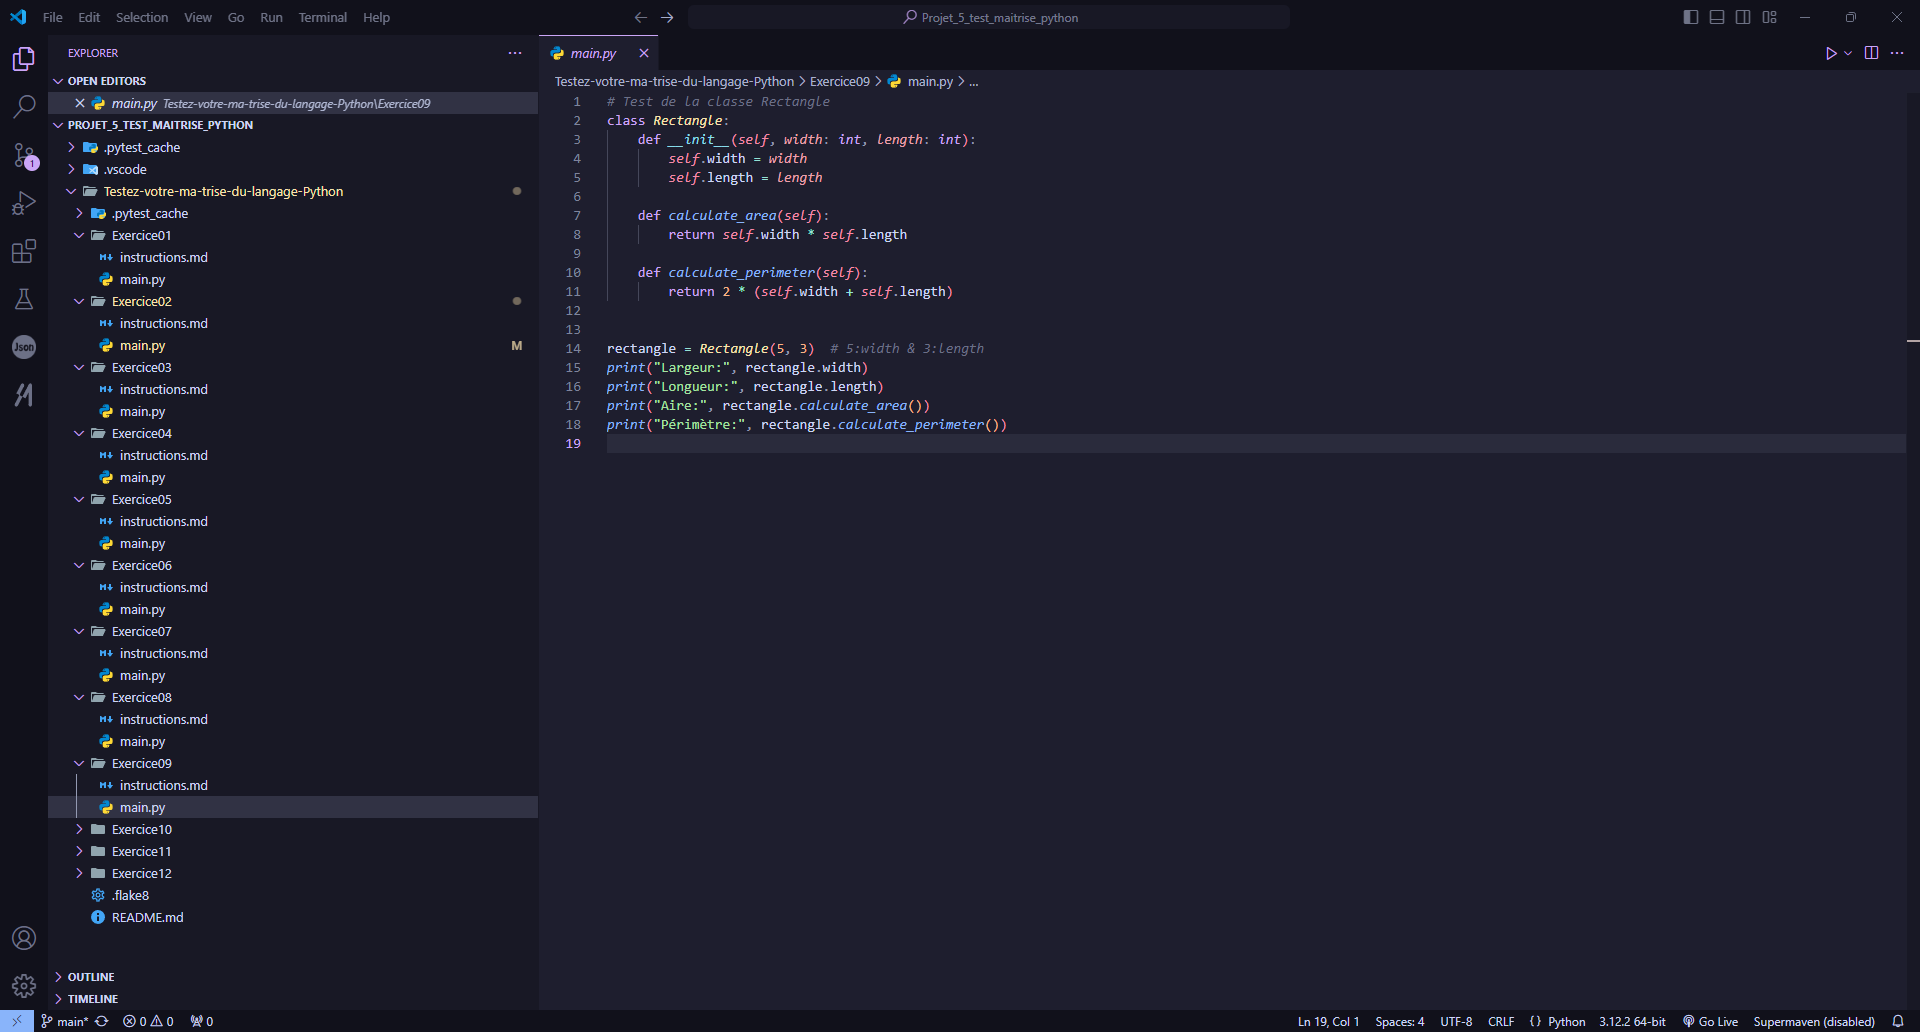 File Edit Selection View Go Run Terminal Help
Projet_5_test_maitrise_python
EXPLORER
OPEN EDITORS
main.py Testez-votre-ma-trise-du-langage-Python\Exercice09
PROJET_5_TEST_MAITRISE_PYTHON
.pytest_cache
.vscode
Testez-votre-ma-trise-du-langage-Python
.pytest_cache
Exercice01
instructions.md
main.py
Exercice02
instructions.md
main.py M
Exercice03
instructions.md
main.py
Exercice04
instructions.md
main.py
Exercice05
instructions.md
main.py
Exercice06
instructions.md
main.py
Exercice07
instructions.md
main.py
Exercice08
instructions.md
main.py
Exercice09
instructions.md
main.py
Exercice10
Exercice11
Exercice12
.flake8
README.md
OUTLINE
TIMELINE
1
Json
main.py
Testez-votre-ma-trise-du-langage-Python > Exercice09 > main.py > ...
1 # Test de la classe Rectangle
2 class Rectangle:
3 def __init__(self, width: int, length: int):
4 self.width = width
5 self.length = length
6
7 def calculate_area(self):
8 return self.width * self.length
9
10 def calculate_perimeter(self):
11 return 2 * (self.width + self.length)
12
13
14 rectangle = Rectangle(5, 3) # 5:width & 3:length
15 print("Largeur:", rectangle.width)
16 print("Longueur:", rectangle.length)
17 print("Aire:", rectangle.calculate_area())
18 print("Périmètre:", rectangle.calculate_perimeter())
19
main* 0 0 0 Ln 19, Col 1 Spaces: 4 UTF-8 CRLF {} Python 3.12.2 64-bit Go Live Supermaven (disabled)